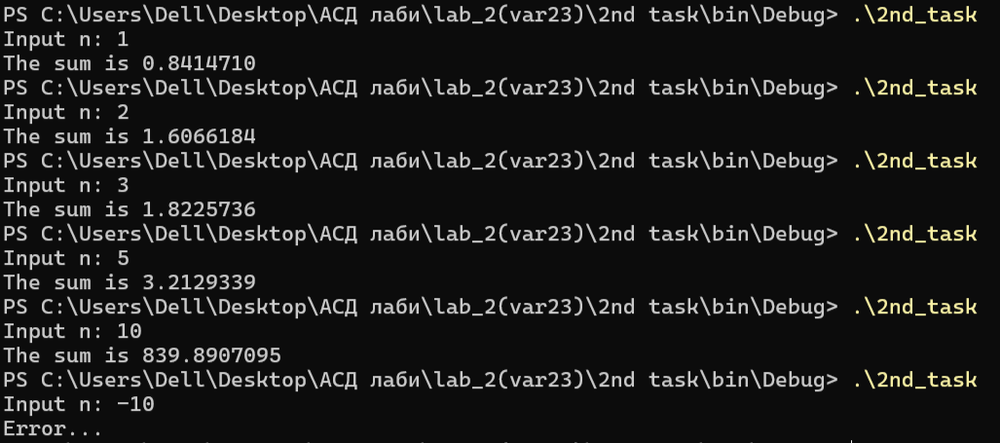 PS C:\Users\Dell\Desktop\АСД лаби\lab_2(var23)\2nd task\bin\Debug> .\2nd_task
Input n: 1
The sum is 0.8414710
PS C:\Users\Dell\Desktop\АСД лаби\lab_2(var23)\2nd task\bin\Debug> .\2nd_task
Input n: 2
The sum is 1.6066184
PS C:\Users\Dell\Desktop\АСД лаби\lab_2(var23)\2nd task\bin\Debug> .\2nd_task
Input n: 3
The sum is 1.8225736
PS C:\Users\Dell\Desktop\АСД лаби\lab_2(var23)\2nd task\bin\Debug> .\2nd_task
Input n: 5
The sum is 3.2129339
PS C:\Users\Dell\Desktop\АСД лаби\lab_2(var23)\2nd task\bin\Debug> .\2nd_task
Input n: 10
The sum is 839.8907095
PS C:\Users\Dell\Desktop\АСД лаби\lab_2(var23)\2nd task\bin\Debug> .\2nd_task
Input n: -10
Error...